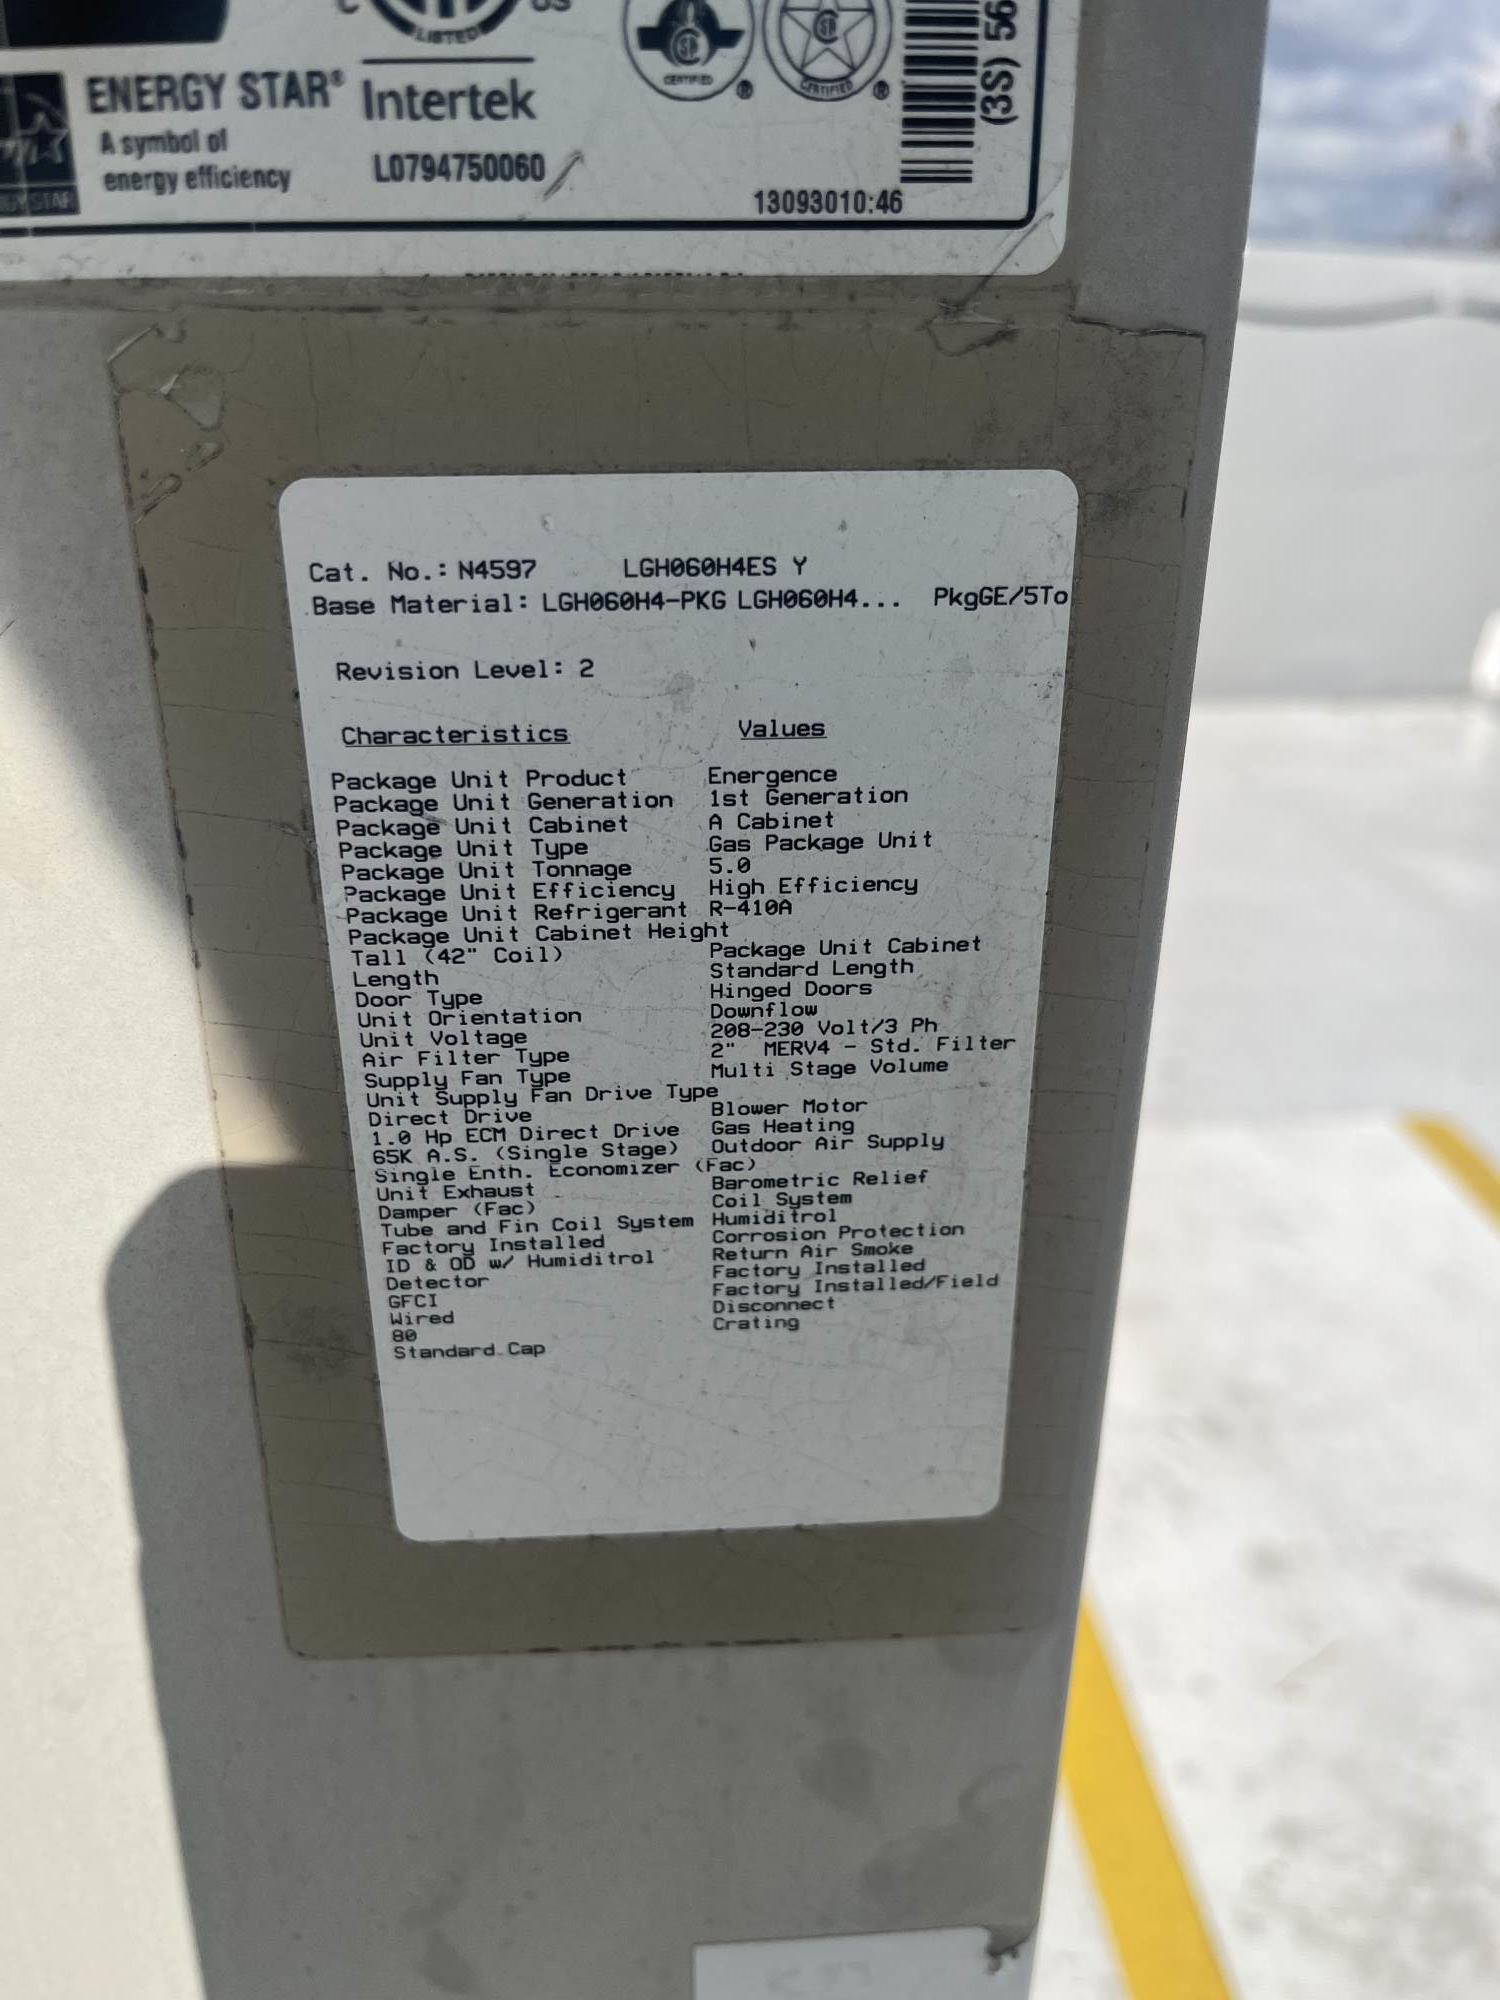 C US
LISTED
ENERGY STAR® Intertek
A symbol of
energy efficiency
L0794750060
CERTIFIED ®
CERTIFIED ®
(3S) 56
13093010:46
Cat. No.: N4597 LGH060H4ES Y
Base Material: LGH060H4-PKG LGH060H4... PkgGE/5To
Revision Level: 2
Characteristics Values
Package Unit Product Energence
Package Unit Generation 1st Generation
Package Unit Cabinet A Cabinet
Package Unit Type Gas Package Unit
Package Unit Tonnage 5.0
Package Unit Efficiency High Efficiency
Package Unit Refrigerant R-410A
Package Unit Cabinet Height
Tall (42" Coil) Package Unit Cabinet
Length Standard Length
Door Type Hinged Doors
Unit Orientation Downflow
Unit Voltage 208-230 Volt/3 Ph
Air Filter Type 2" MERV4 - Std. Filter
Supply Fan Type Multi Stage Volume
Unit Supply Fan Drive Type
Direct Drive Blower Motor
1.0 Hp ECM Direct Drive Gas Heating
65K A.S. (Single Stage) Outdoor Air Supply
Single Enth. Economizer (Fac)
Unit Exhaust Barometric Relief
Damper (Fac) Coil System
Tube and Fin Coil System Humiditrol
Factory Installed Corrosion Protection
ID & OD w/ Humiditrol Return Air Smoke
Detector Factory Installed
GFCI Factory Installed/Field
Wired Disconnect
80 Crating
Standard Cap